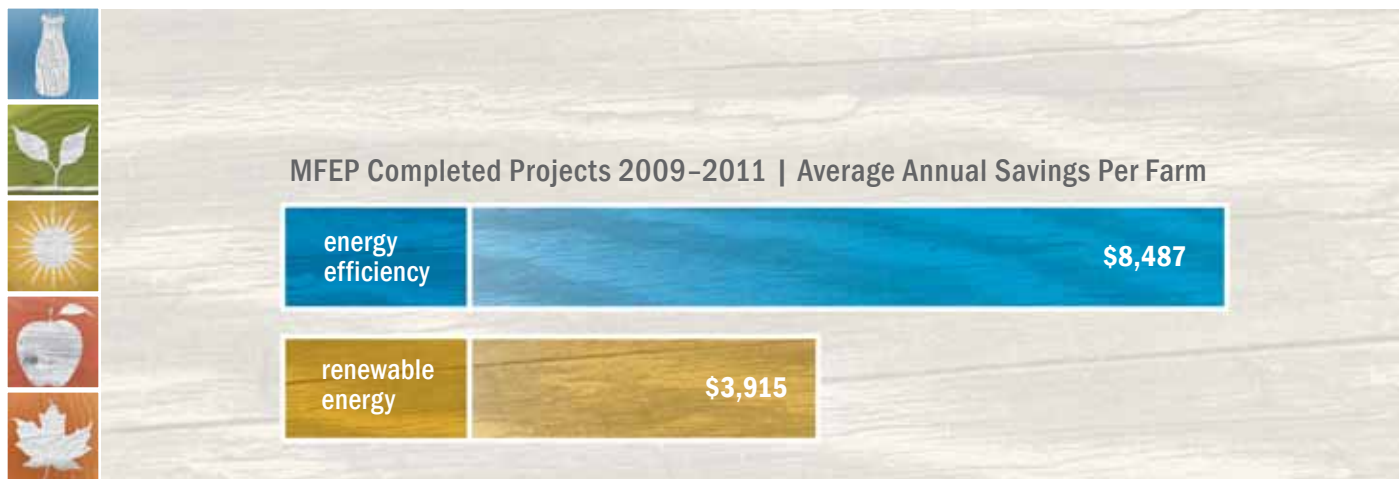 MFEP Completed Projects 2009–2011 | Average Annual Savings Per Farm
energy
efficiency
$8,487
renewable
energy
$3,915